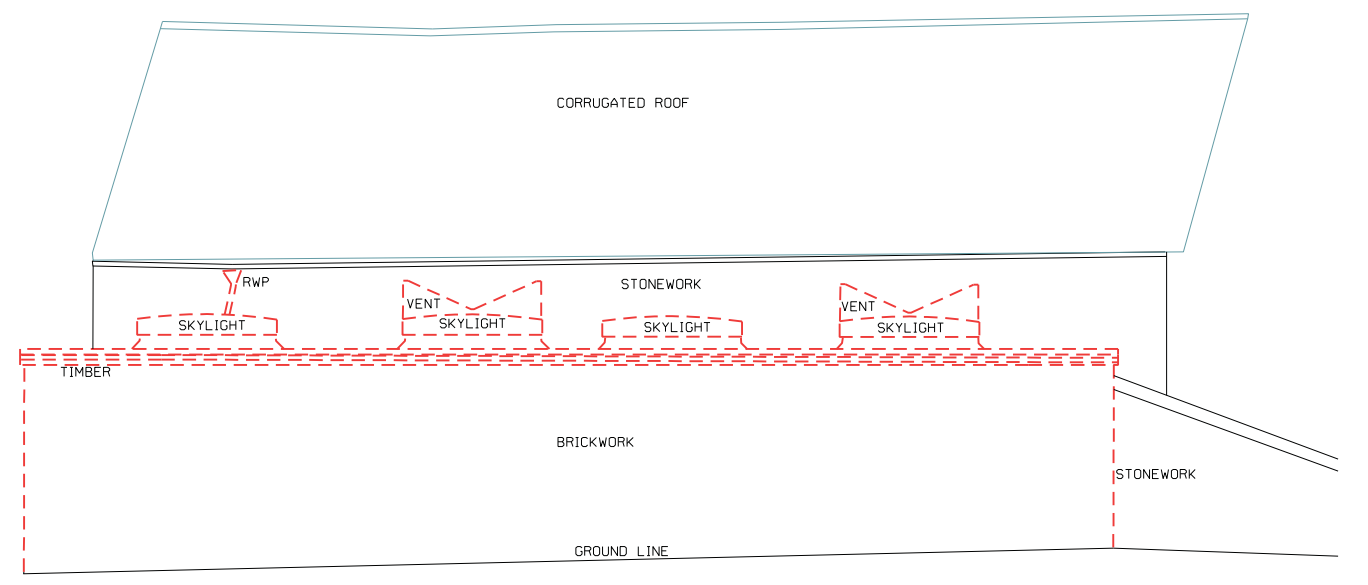 CORRUGATED ROOF
RWP
STONEWORK
VENT
VENT
SKYLIGHT
SKYLIGHT
SKYLIGHT
SKYLIGHT
TIMBER
BRICKWORK
STONEWORK
GROUND LINE